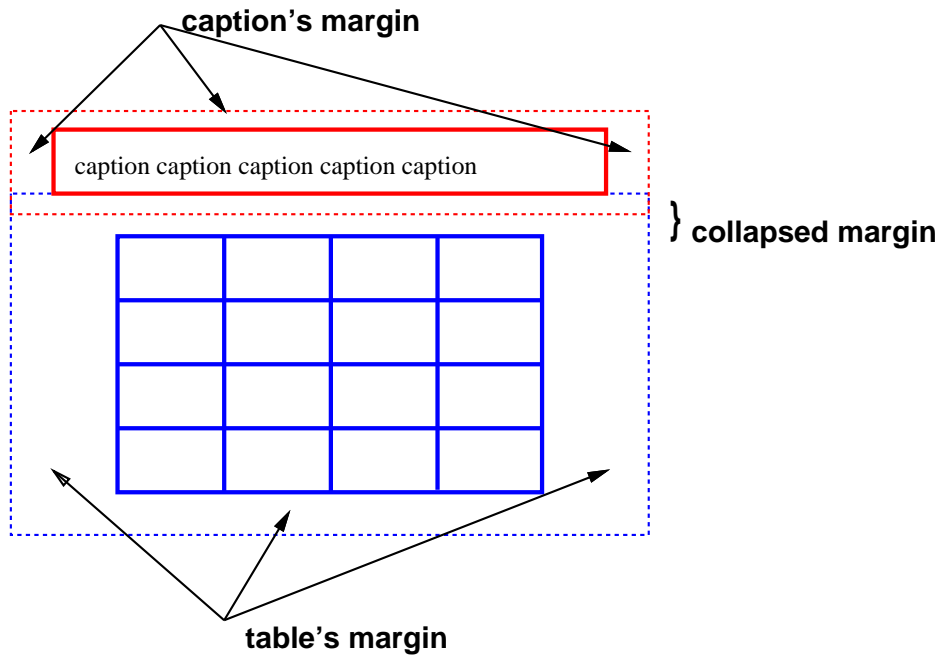 caption's margin
caption caption caption caption caption
} collapsed margin
table's margin